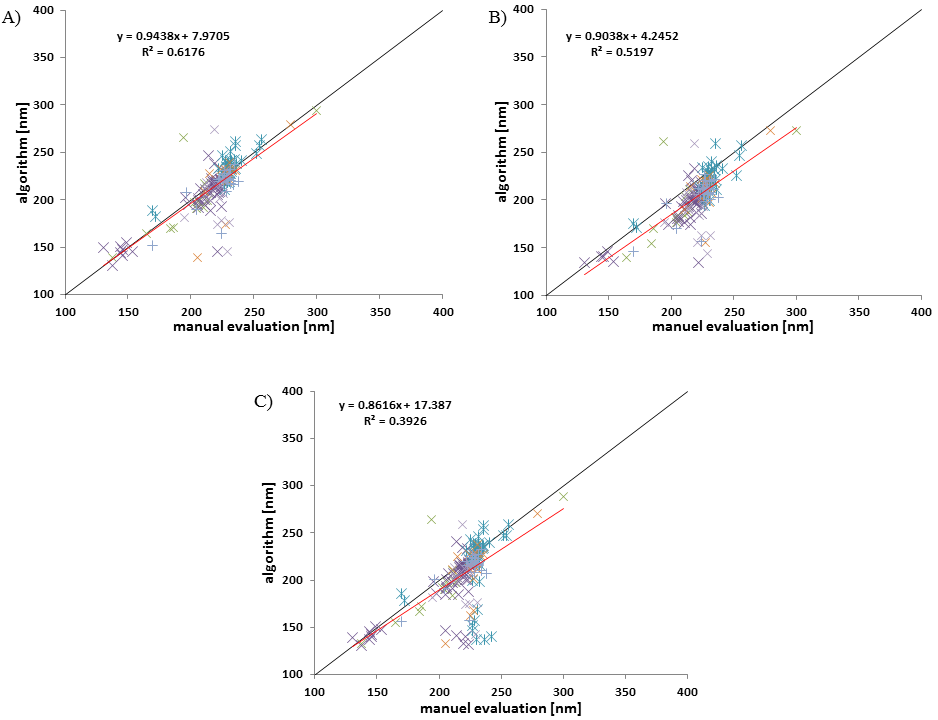 A)
y = 0.9438x + 7.9705
R² = 0.6176
algorithm [nm]
400
350
300
250
200
150
100
100 150 200 250 300 350 400
manual evaluation [nm]
B)
y = 0.9038x + 4.2452
R² = 0.5197
algorithm [nm]
400
350
300
250
200
150
100
100 150 200 250 300 350 400
manuel evaluation [nm]
C)
y = 0.8616x + 17.387
R² = 0.3926
algorithm [nm]
400
350
300
250
200
150
100
100 150 200 250 300 350 400
manuel evaluation [nm]